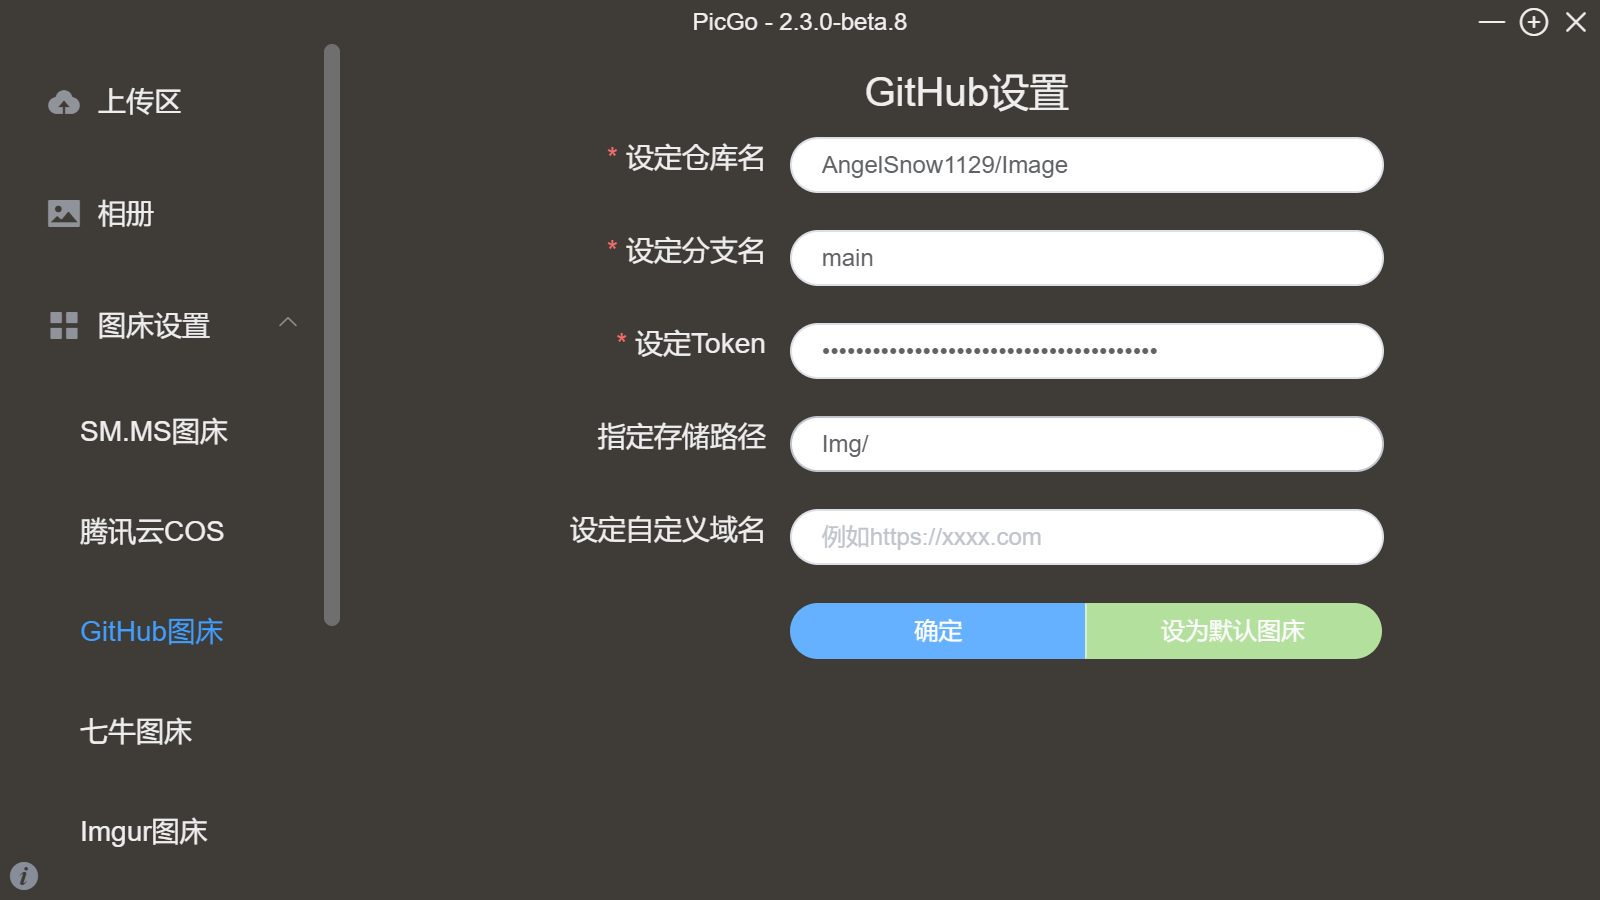 PicGo - 2.3.0-beta.8
上传区
相册
图床设置
SM.MS图床
腾讯云COS
GitHub图床
七牛图床
Imgur图床
GitHub设置
* 设定仓库名
AngelSnow1129/Image
* 设定分支名
main
* 设定Token
••••••••••••••••••••••••••••••••••••••••
指定存储路径
Img/
设定自定义域名
例如https://xxxx.com
确定
设为默认图床